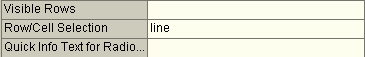 Visible Rows
Row/Cell Selection line
Quick Info Text for Radio...